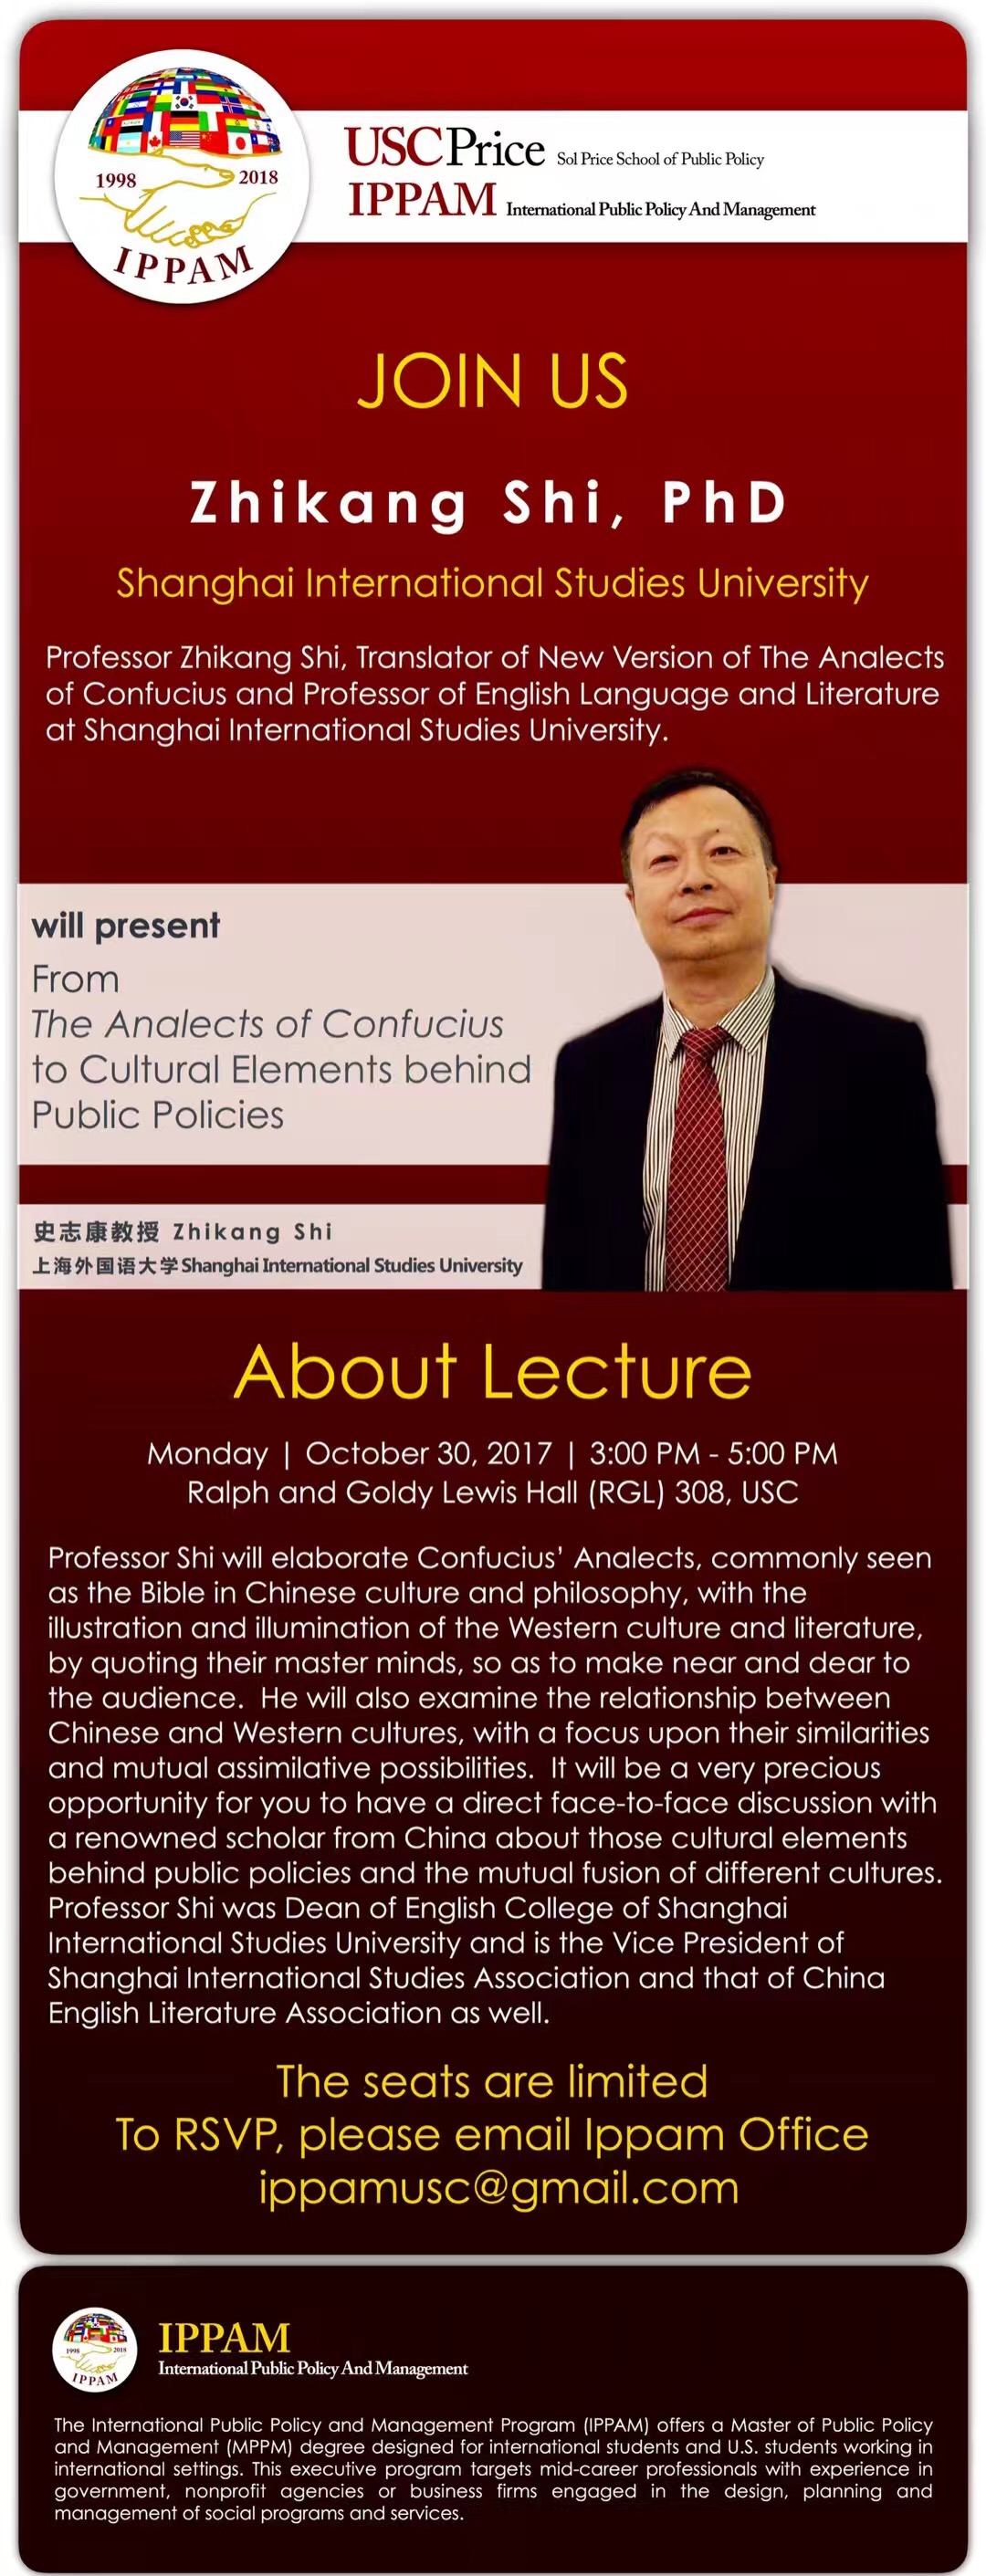 1998
2018
IPPAM
USCPrice Sol Price School of Public Policy
IPPAM International Public Policy And Management
JOIN US
Zhikang Shi, PhD
Shanghai International Studies University
Professor Zhikang Shi, Translator of New Version of The Analects
of Confucius and Professor of English Language and Literature
at Shanghai International Studies University.
will present
From
The Analects of Confucius
to Cultural Elements behind
Public Policies
史志康教授 Zhikang Shi
上海外国语大学 Shanghai International Studies University
About Lecture
Monday | October 30, 2017 | 3:00 PM - 5:00 PM
Ralph and Goldy Lewis Hall (RGL) 308, USC
Professor Shi will elaborate Confucius' Analects, commonly seen
as the Bible in Chinese culture and philosophy, with the
illustration and illumination of the Western culture and literature,
by quoting their master minds, so as to make near and dear to
the audience. He will also examine the relationship between
Chinese and Western cultures, with a focus upon their similarities
and mutual assimilative possibilities. It will be a very precious
opportunity for you to have a direct face-to-face discussion with
a renowned scholar from China about those cultural elements
behind public policies and the mutual fusion of different cultures.
Professor Shi was Dean of English College of Shanghai
International Studies University and is the Vice President of
Shanghai International Studies Association and that of China
English Literature Association as well.
The seats are limited
To RSVP, please email Ippam Office
ippamusc@gmail.com
1998
2018
IPPAM
IPPAM
International Public Policy And Management
The International Public Policy and Management Program (IPPAM) offers a Master of Public Policy
and Management (MPPM) degree designed for international students and U.S. students working in
international settings. This executive program targets mid-career professionals with experience in
government, nonprofit agencies or business firms engaged in the design, planning and
management of social programs and services.